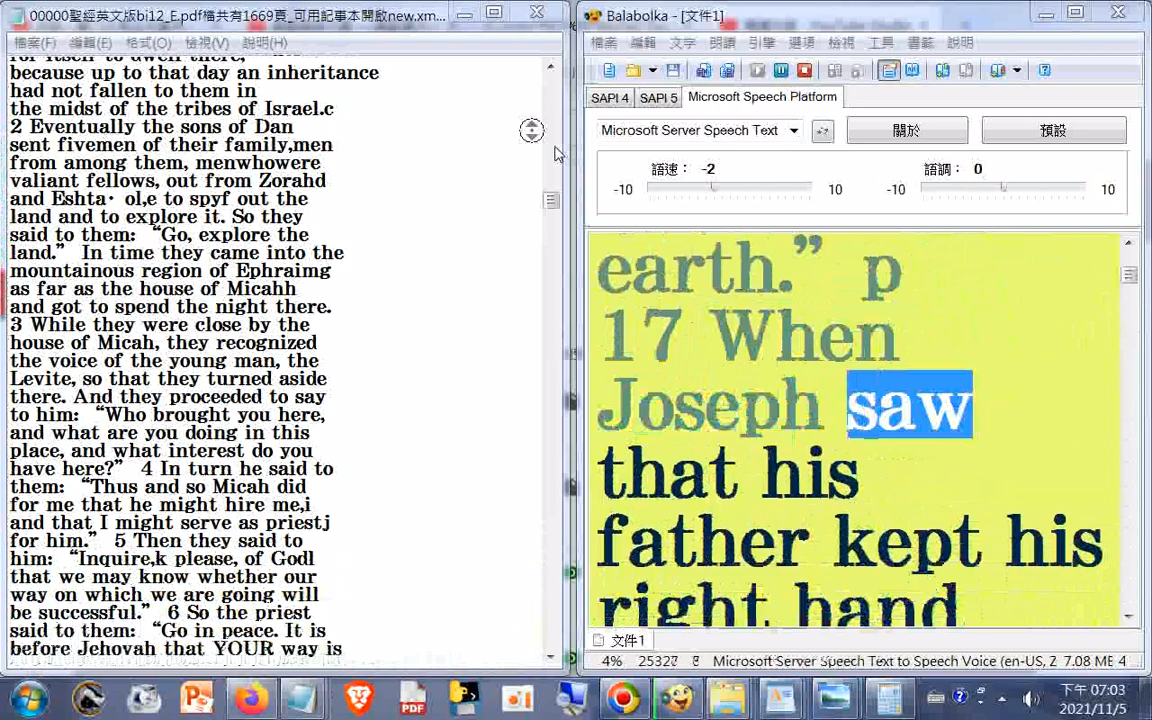 00000聖經英文版bi12_E.pdf檔共有1669頁_可用記事本開啟new.xm...
檔案(F) 編輯(E) 格式(O) 檢視(V) 說明(H)
for itself to dwell there,
because up to that day an inheritance
had not fallen to them in
the midst of the tribes of Israel.c
2 Eventually the sons of Dan
sent fivemen of their family,men
from among them, menwhowere
valiant fellows, out from Zorahd
and Eshta· ol,e to spyf out the
land and to explore it. So they
said to them: “Go, explore the
land.” In time they came into the
mountainous region of Ephraimg
as far as the house of Micahh
and got to spend the night there.
3 While they were close by the
house of Micah, they recognized
the voice of the young man, the
Levite, so that they turned aside
there. And they proceeded to say
to him: “Who brought you here,
and what are you doing in this
place, and what interest do you
have here?” 4 In turn he said to
them: “Thus and so Micah did
for me that he might hire me,i
and that I might serve as priestj
for him.” 5 Then they said to
him: “Inquire,k please, of Godl
that we may know whether our
way on which we are going will
be successful.” 6 So the priest
said to them: “Go in peace. It is
before Jehovah that YOUR way is
Balabolka - [文件1]
檔案 編輯 文字 朗讀 引擎 選項 檢視 工具 書籤 說明
SAPI 4 SAPI 5 Microsoft Speech Platform
Microsoft Server Speech Text 關於 預設
語速: -2 語調: 0
-10 10 -10 10
earth.” p
17 When
Joseph saw
that his
father kept his
right hand
文件1
4% 25327 Microsoft Server Speech Text to Speech Voice (en-US, Z 7.08 ME 4
PDF
下午 07:03
2021/11/5